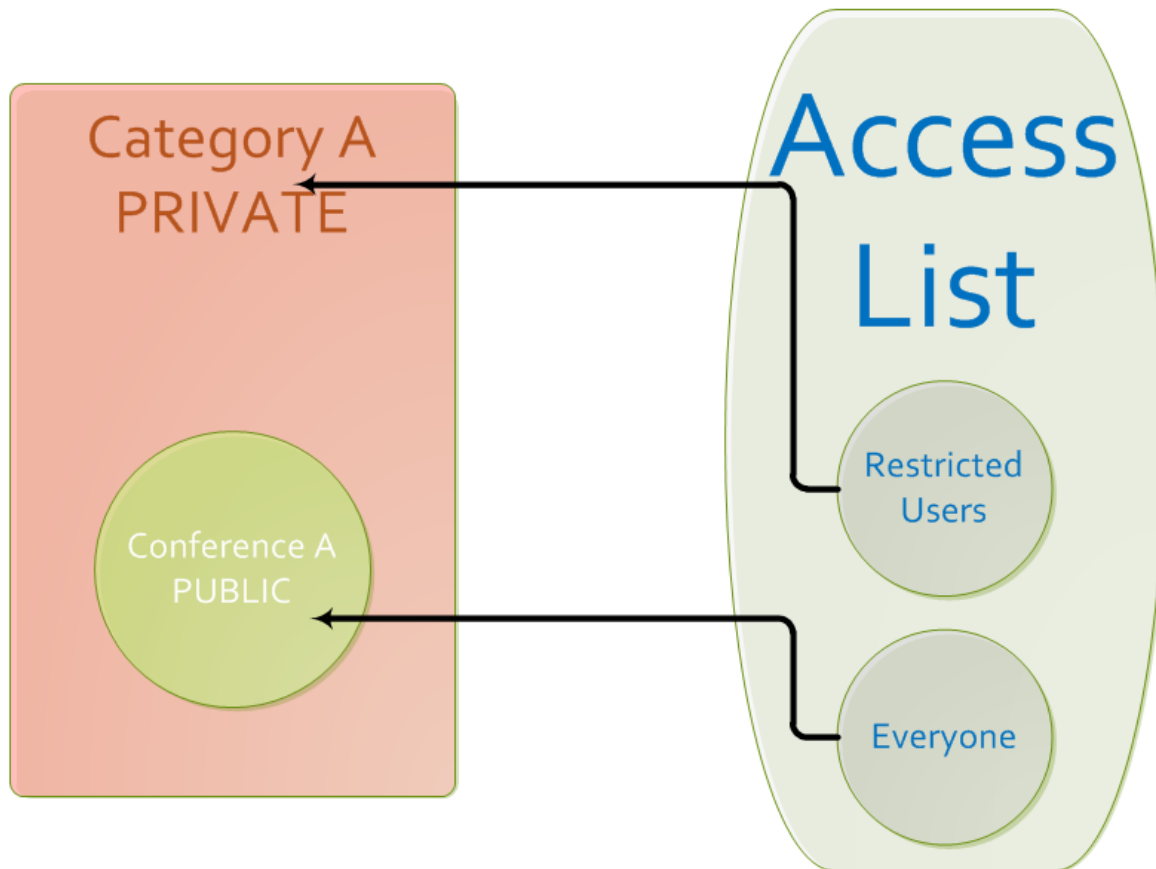 Category A
PRIVATE
Conference A
PUBLIC
Access
List
Restricted
Users
Everyone